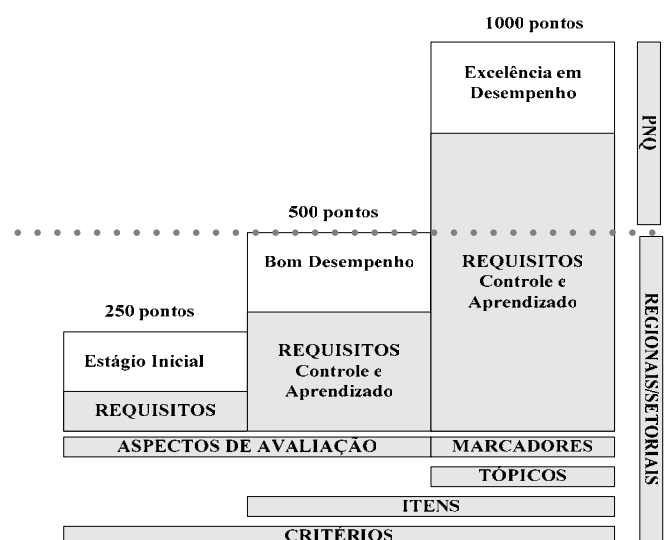 1000 pontos
Excelência em
Desempenho
PNQ
500 pontos
Bom Desempenho
REQUISITOS
Controle e
Aprendizado
250 pontos
Estágio Inicial
REQUISITOS
Controle e
Aprendizado
REQUISITOS
REGIONAIS/SETORIAIS
ASPECTOS DE AVALIAÇÃO
MARCADORES
TÓPICOS
ITENS
CRITÉRIOS